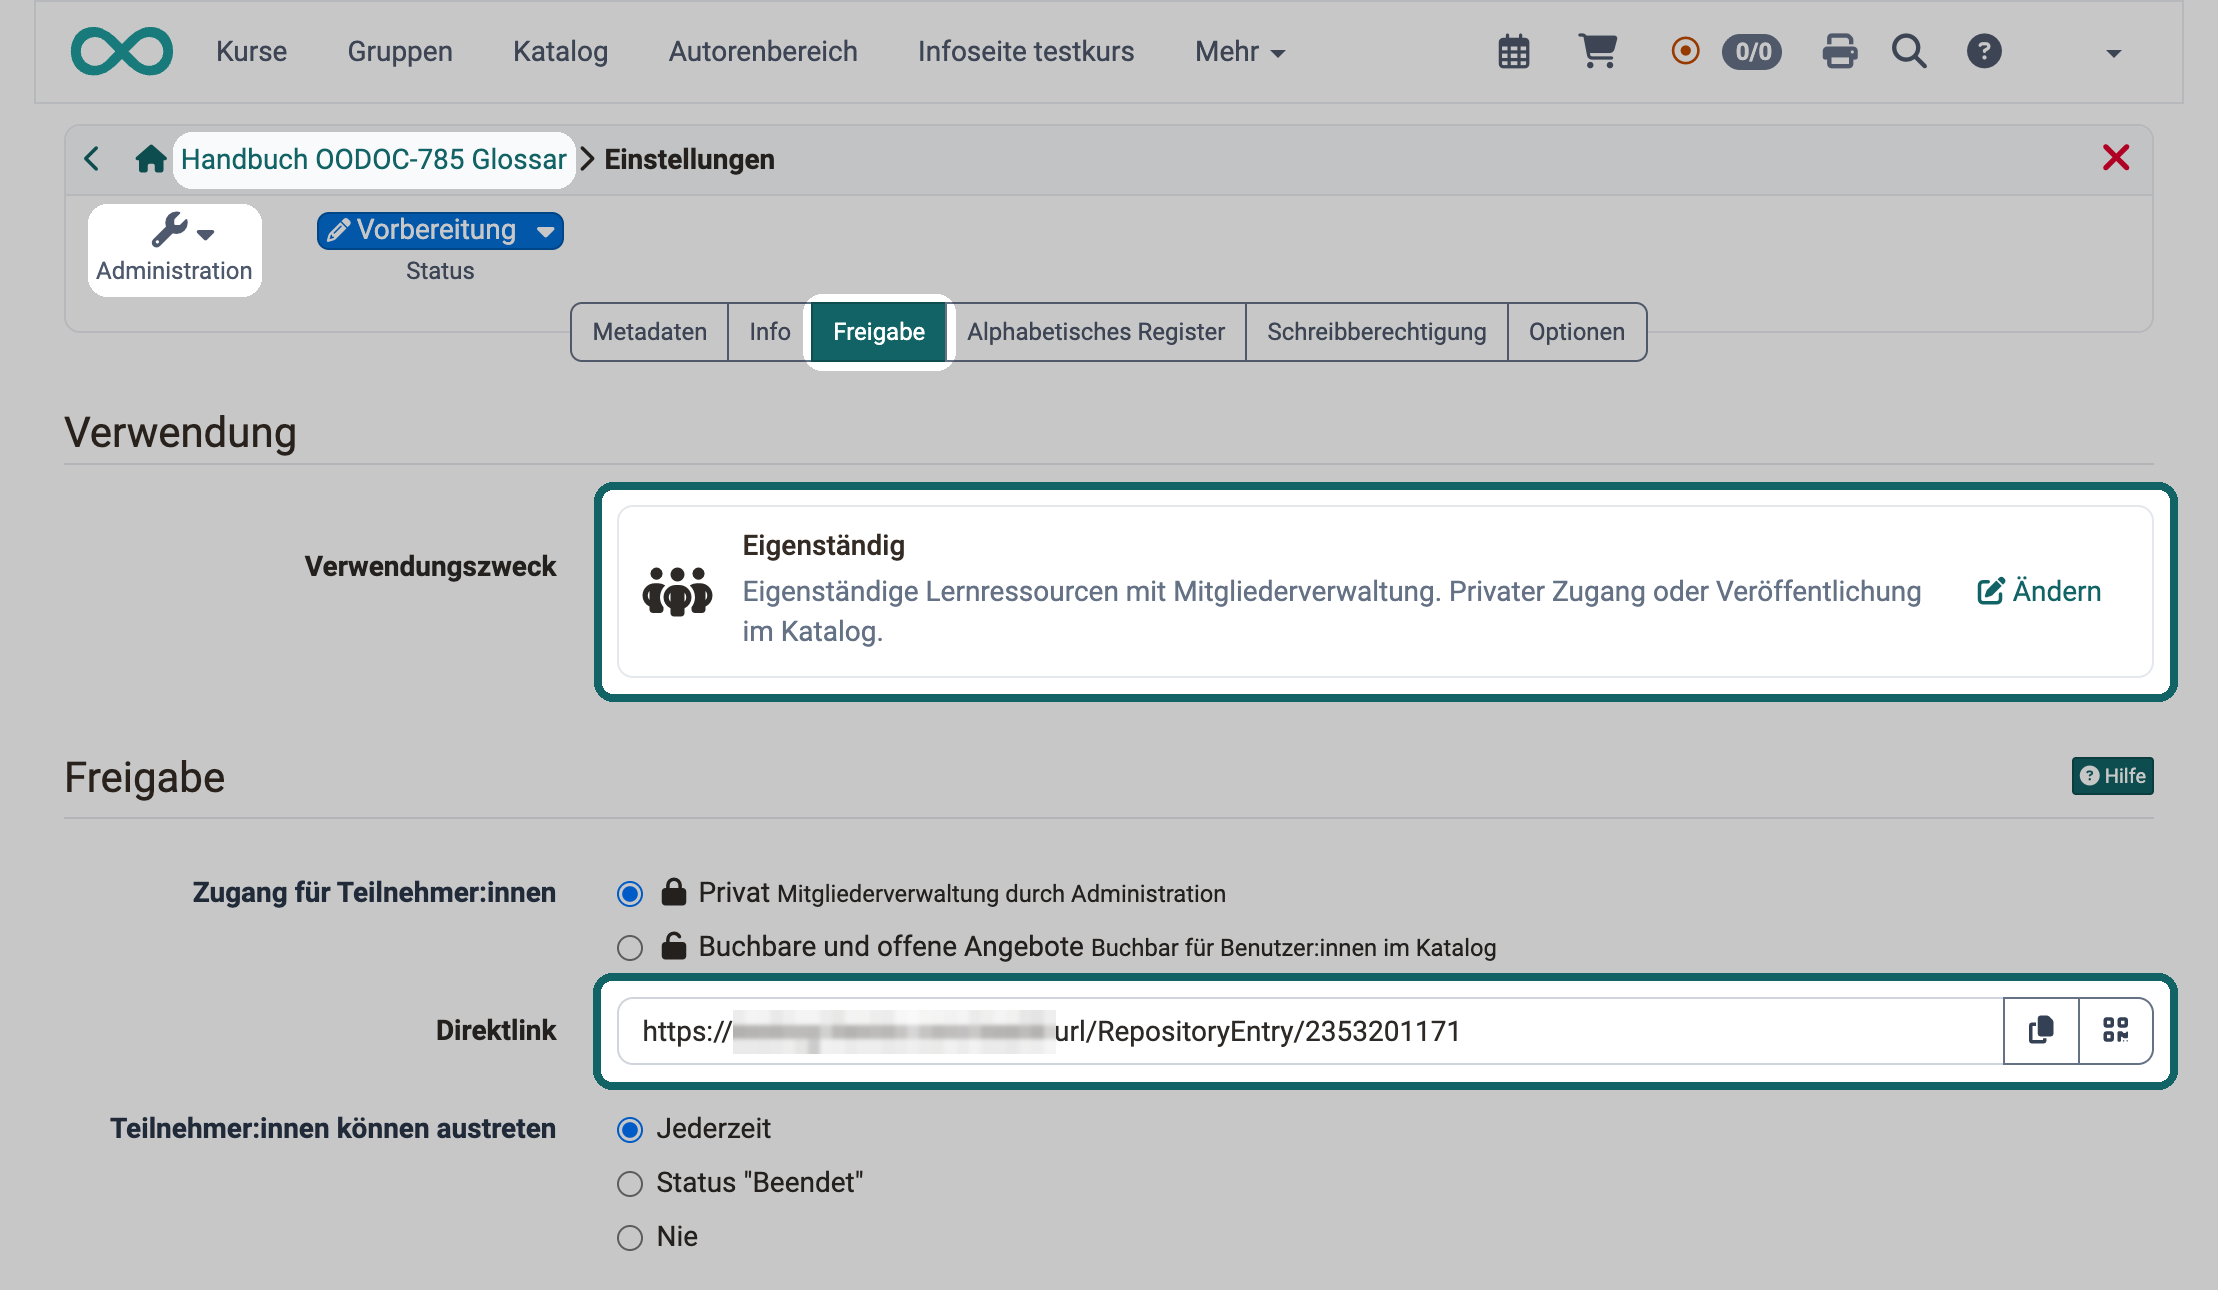 Kurse Gruppen Katalog Autorenbereich Infoseite testkurs Mehr 0/0 ?
Handbuch OODOC-785 Glossar Einstellungen
Vorbereitung
Administration Status
Metadaten Info Freigabe Alphabetisches Register Schreibberechtigung Optionen
Verwendung
Verwendungszweck
Eigenständig
Eigenständige Lernressourcen mit Mitgliederverwaltung. Privater Zugang oder Veröffentlichung
im Katalog.
Ändern
Freigabe
? Hilfe
Zugang für Teilnehmer:innen Privat Mitgliederverwaltung durch Administration
Buchbare und offene Angebote Buchbar für Benutzer:innen im Katalog
Direktlink https:// url/RepositoryEntry/2353201171
Teilnehmer:innen können austreten Jederzeit
Status "Beendet"
Nie